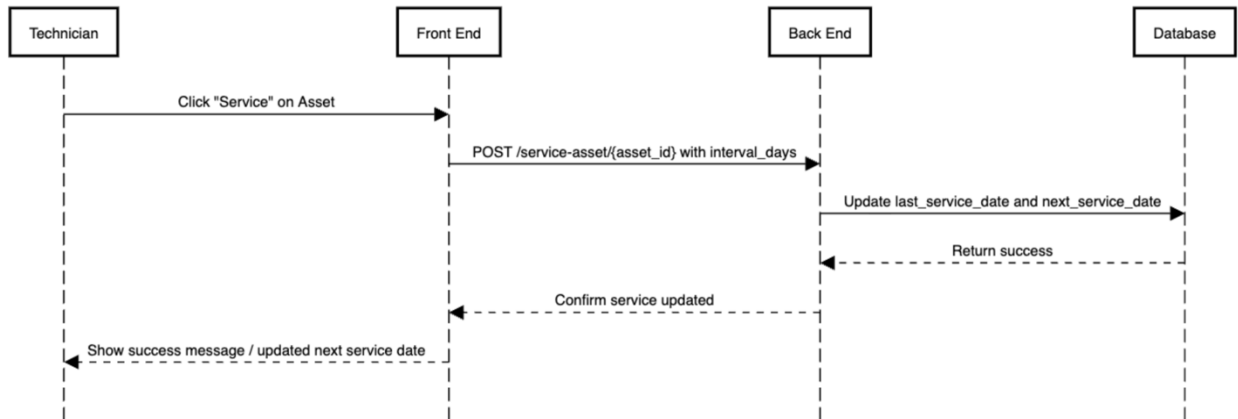 Technician
Front End
Back End
Database
Click "Service" on Asset
POST /service-asset/{asset_id} with interval_days
Update last_service_date and next_service_date
Return success
Confirm service updated
Show success message / updated next service date